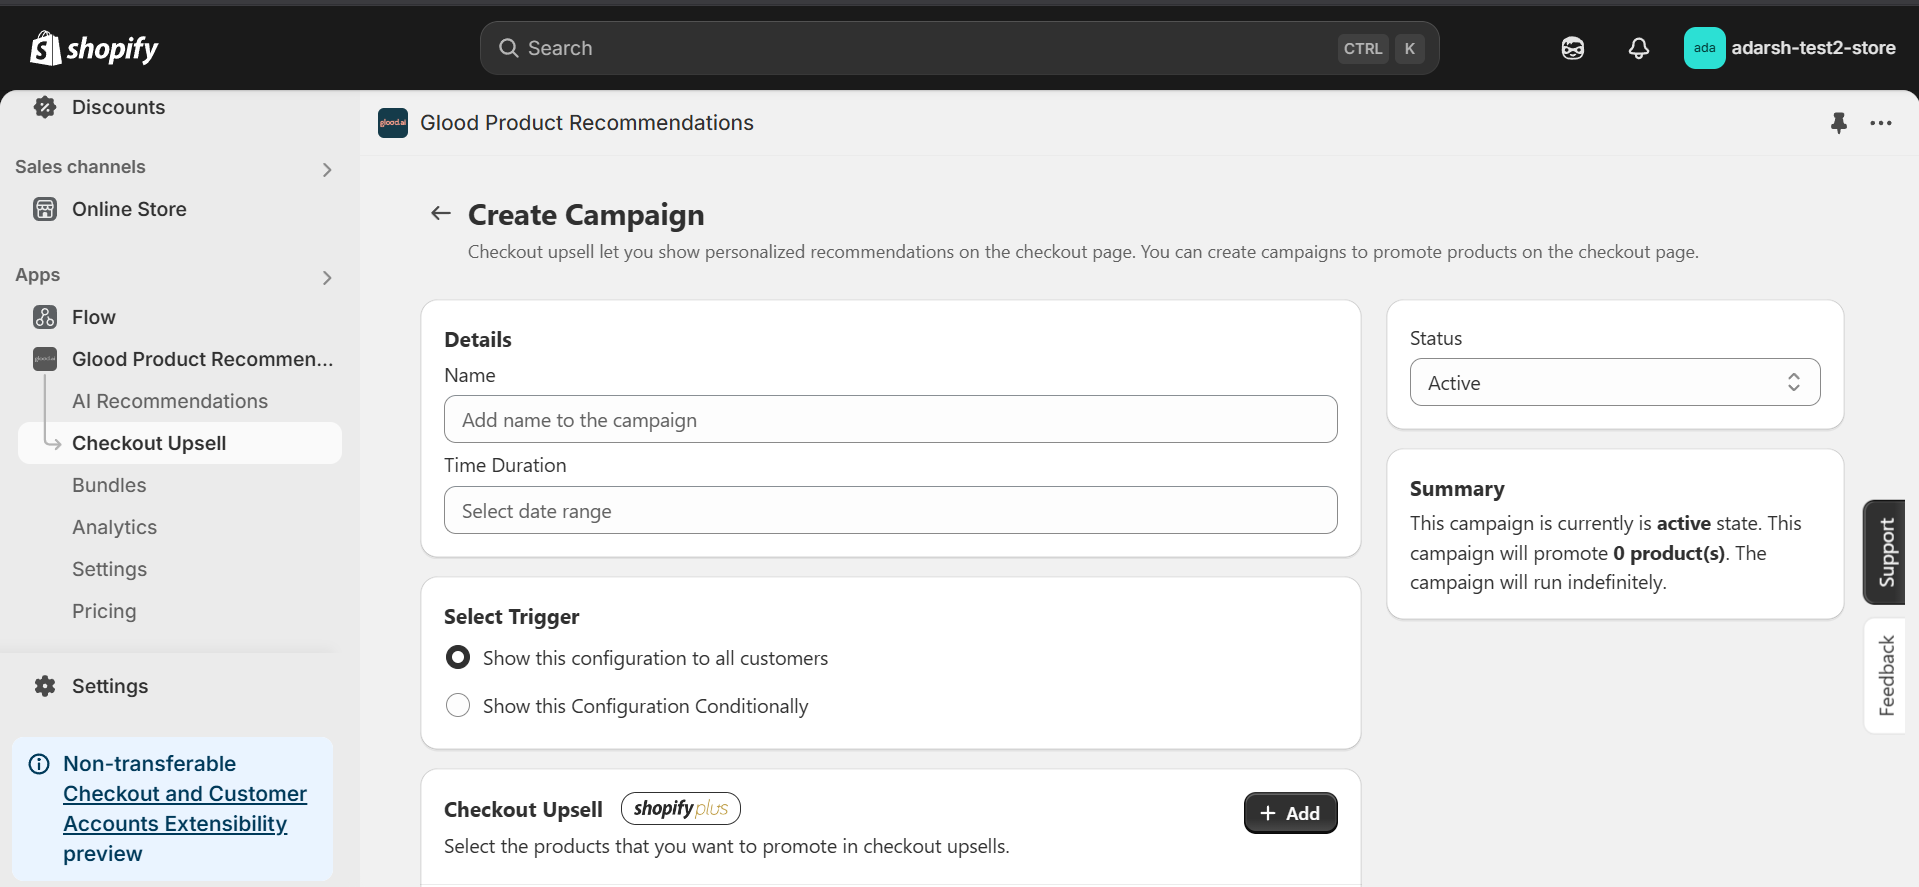 shopify
Search
CTRL K
ada
adarsh-test2-store
Discounts
Sales channels
Online Store
Apps
Flow
Glood Product Recommen...
AI Recommendations
Checkout Upsell
Bundles
Analytics
Settings
Pricing
Settings
Non-transferable
Checkout and Customer
Accounts Extensibility
preview
glood.ai
Glood Product Recommendations
Create Campaign
Checkout upsell let you show personalized recommendations on the checkout page. You can create campaigns to promote products on the checkout page.
Details
Name
Add name to the campaign
Time Duration
Select date range
Select Trigger
Show this configuration to all customers
Show this Configuration Conditionally
Checkout Upsell shopify plus
+ Add
Select the products that you want to promote in checkout upsells.
Status
Active
Summary
This campaign is currently is active state. This
campaign will promote 0 product(s). The
campaign will run indefinitely.
Support
Feedback